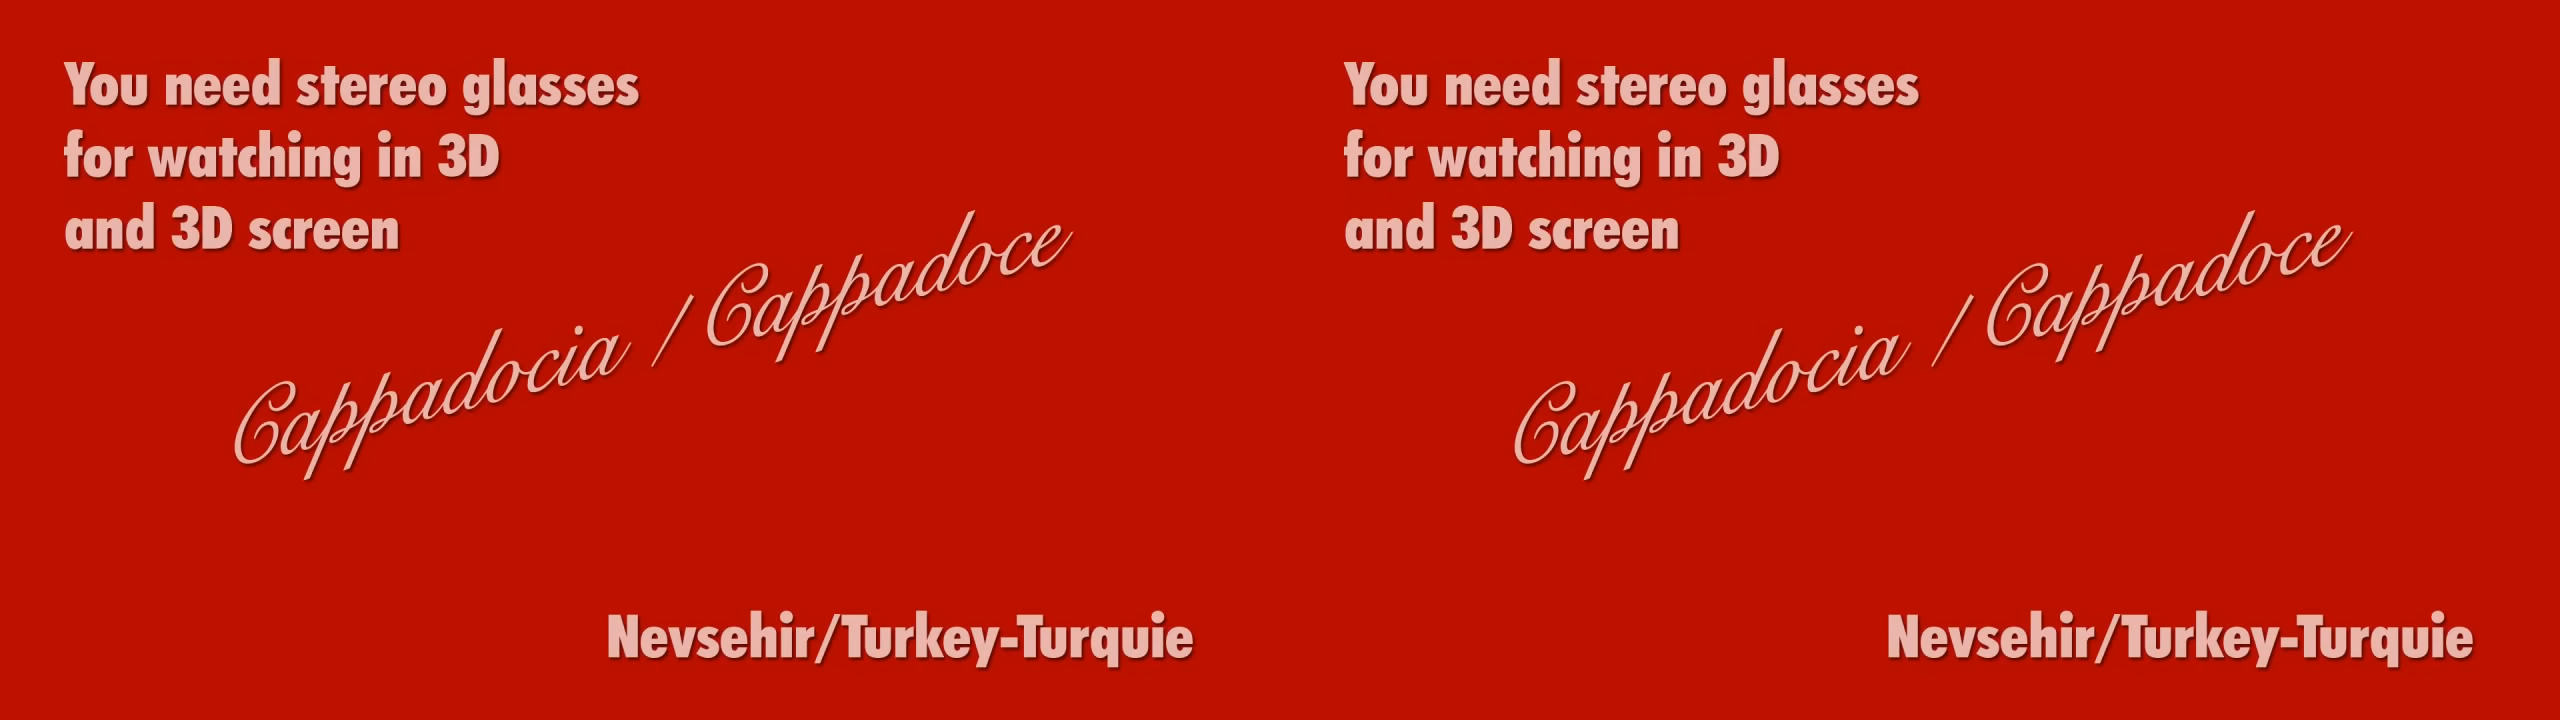 You need stereo glasses
for watching in 3D
and 3D screen
Cappadocia / Cappadoce
Nevsehir/Turkey-Turquie
You need stereo glasses
for watching in 3D
and 3D screen
Cappadocia / Cappadoce
Nevsehir/Turkey-Turquie